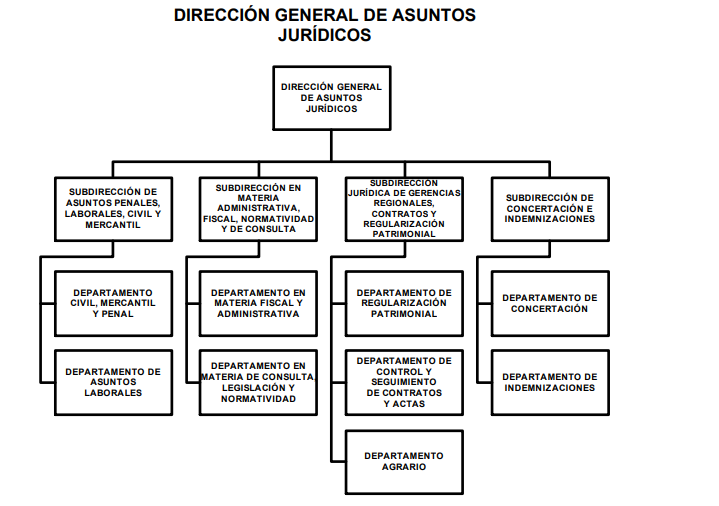 DIRECCIÓN GENERAL DE ASUNTOS
JURÍDICOS
DIRECCIÓN GENERAL
DE ASUNTOS
JURÍDICOS
SUBDIRECCIÓN DE
ASUNTOS PENALES,
LABORALES, CIVIL Y
MERCANTIL
SUBDIRECCIÓN EN
MATERIA
ADMINISTRATIVA,
FISCAL, NORMATIVIDAD
Y DE CONSULTA
SUBDIRECCIÓN
JURÍDICA DE GERENCIAS
REGIONALES,
CONTRATOS Y
REGULARIZACIÓN
PATRIMONIAL
SUBDIRECCIÓN DE
CONCERTACIÓN E
INDEMNIZACIONES
DEPARTAMENTO
CIVIL, MERCANTIL
Y PENAL
DEPARTAMENTO EN
MATERIA FISCAL Y
ADMINISTRATIVA
DEPARTAMENTO DE
REGULARIZACIÓN
PATRIMONIAL
DEPARTAMENTO DE
CONCERTACIÓN
DEPARTAMENTO DE
ASUNTOS
LABORALES
DEPARTAMENTO EN
MATERIA DE CONSULTA,
LEGISLACIÓN Y
NORMATIVIDAD
DEPARTAMENTO DE
CONTROL Y
SEGUIMIENTO
DE CONTRATOS
Y ACTAS
DEPARTAMENTO DE
INDEMNIZACIONES
DEPARTAMENTO
AGRARIO